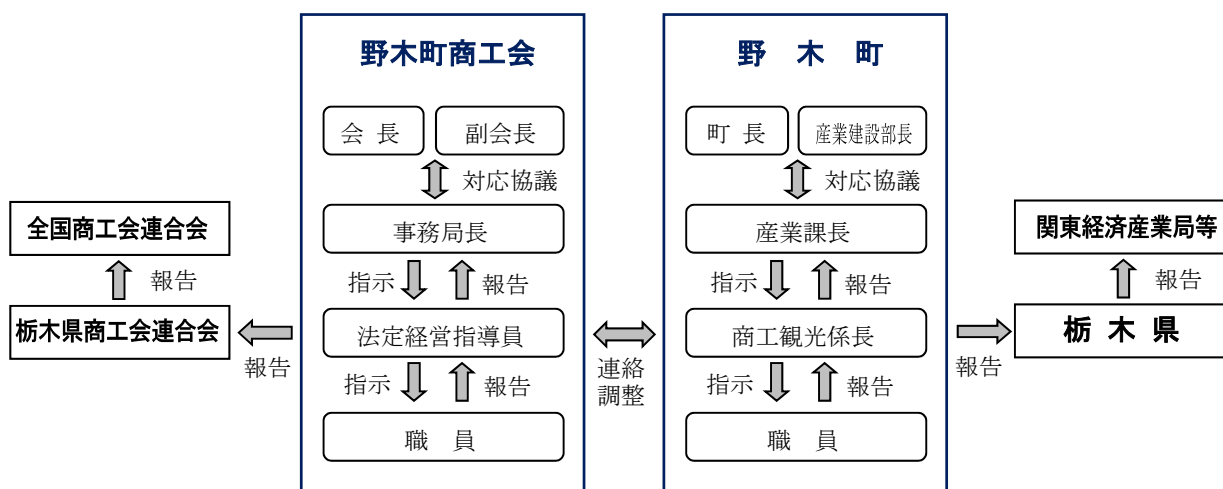 野木町商工会
会 長
副会長
対応協議
事務局長
指示
報告
法定経営指導員
指示
報告
職 員
全国商工会連合会
報告
栃木県商工会連合会
報告
連絡
調整
野 木 町
町 長
産業建設部長
対応協議
産業課長
指示
報告
商工観光係長
指示
報告
職 員
関東経済産業局等
報告
栃 木 県
報告